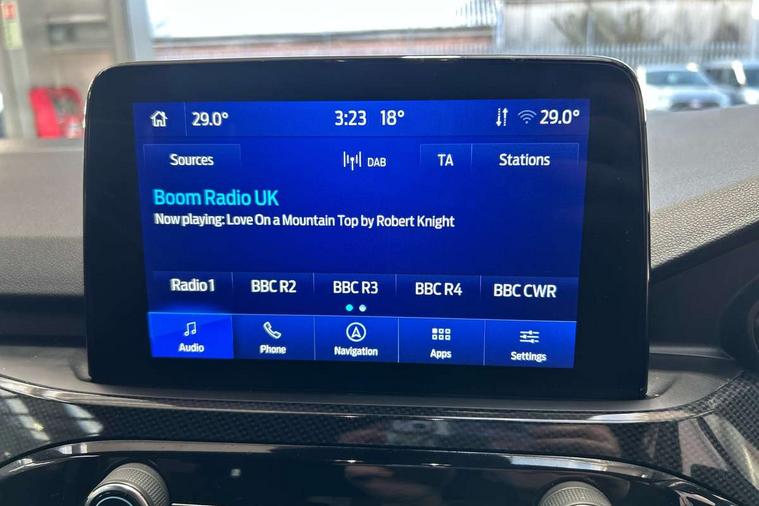 29.0° 3:23 18° 29.0°
Sources DAB TA Stations
Boom Radio UK
Now playing: Love On a Mountain Top by Robert Knight
Radio 1 BBC R2 BBC R3 BBC R4 BBC CWR
Audio Phone Navigation Apps Settings